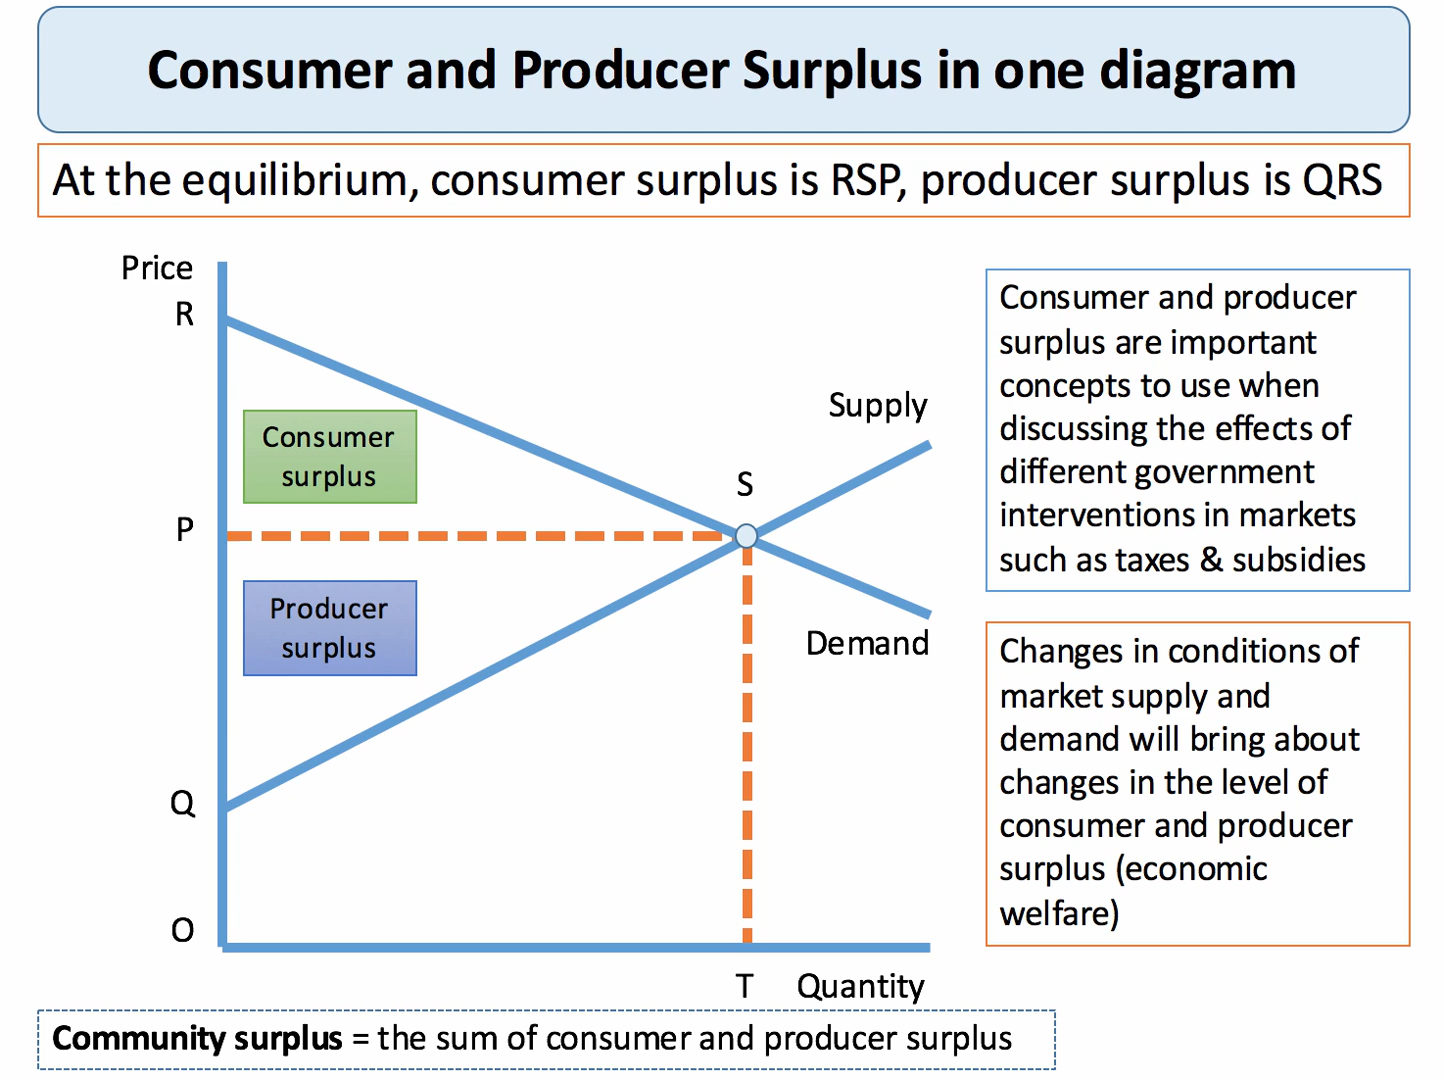 Consumer and Producer Surplus in one diagram
At the equilibrium, consumer surplus is RSP, producer surplus is QRS
Price
R
Consumer
surplus
Supply
S
P
Producer
surplus
Demand
Q
O
T
Quantity
Consumer and producer
surplus are important
concepts to use when
discussing the effects of
different government
interventions in markets
such as taxes & subsidies
Changes in conditions of
market supply and
demand will bring about
changes in the level of
consumer and producer
surplus (economic
welfare)
Community surplus = the sum of consumer and producer surplus